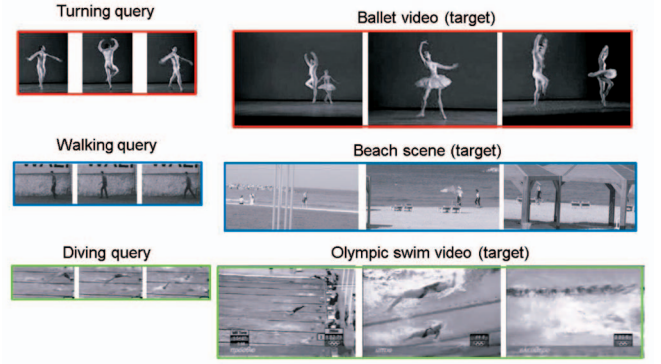 Turning query
Ballet video (target)
Walking query
Beach scene (target)
Diving query
Olympic swim video (target)